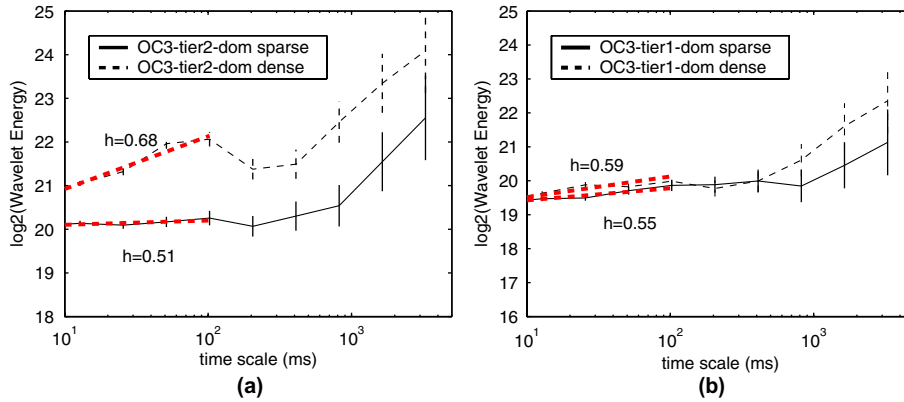 25
24
23
22
21
20
19
18
log2(Wavelet Energy)
OC3-tier2-dom sparse
OC3-tier2-dom dense
h=0.68
h=0.51
10^1
10^2
10^3
time scale (ms)
(a)
25
24
23
22
21
20
19
18
17
16
log2(Wavelet Energy)
OC3-tier1-dom sparse
OC3-tier1-dom dense
h=0.59
h=0.55
10^1
10^2
10^3
time scale (ms)
(b)